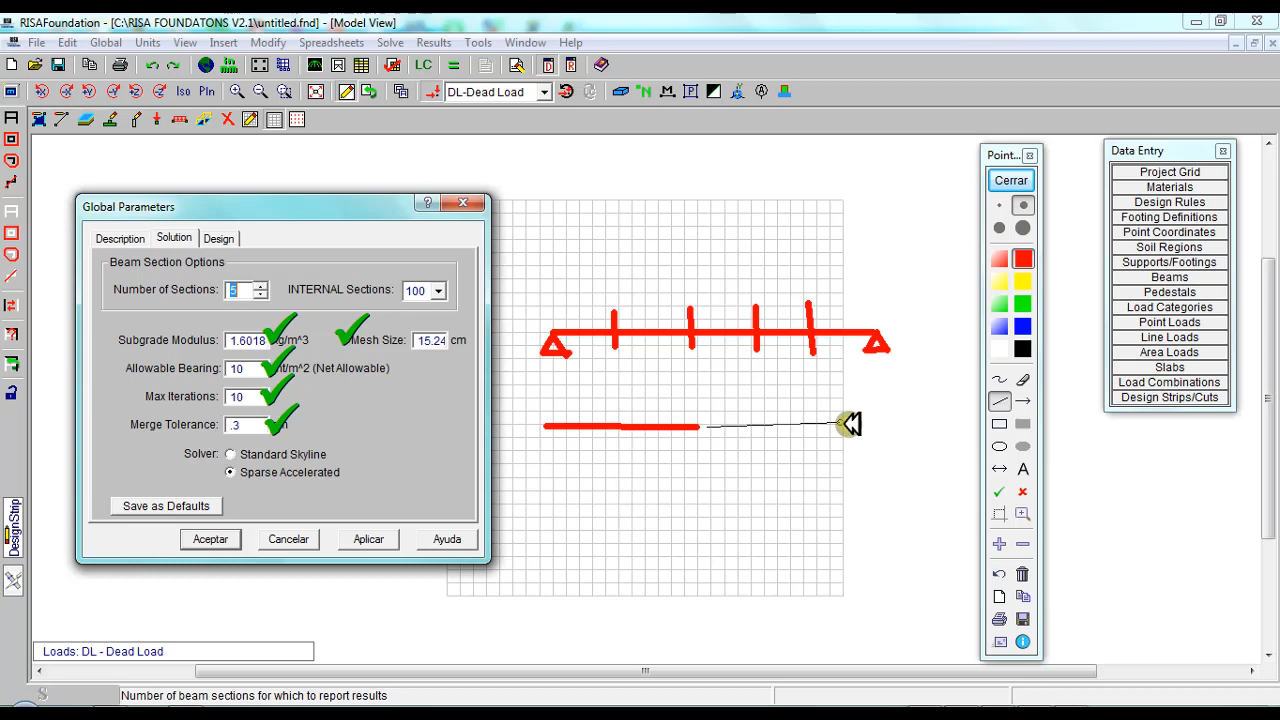 RISAFoundation - [C:\RISA FOUNDATONS V2.1\untitled.fnd] - [Model View]
File Edit Global Units View Insert Modify Spreadsheets Solve Results Tools Window Help
LC
Iso Pln DL-Dead Load
Global Parameters
Description Solution Design
Beam Section Options
Number of Sections: 5 INTERNAL Sections: 100
Subgrade Modulus: 1.6018 g/m^3 Mesh Size: 15.24 cm
Allowable Bearing: 10 nt/m^2 (Net Allowable)
Max Iterations: 10
Merge Tolerance: .3
Solver: Standard Skyline
Sparse Accelerated
Save as Defaults
Aceptar Cancelar Aplicar Ayuda
DesignStrip
Point...
Cerrar
A
Data Entry
Project Grid
Materials
Design Rules
Footing Definitions
Point Coordinates
Soil Regions
Supports/Footings
Beams
Pedestals
Load Categories
Point Loads
Line Loads
Area Loads
Slabs
Load Combinations
Design Strips/Cuts
Loads: DL - Dead Load
S
Number of beam sections for which to report results